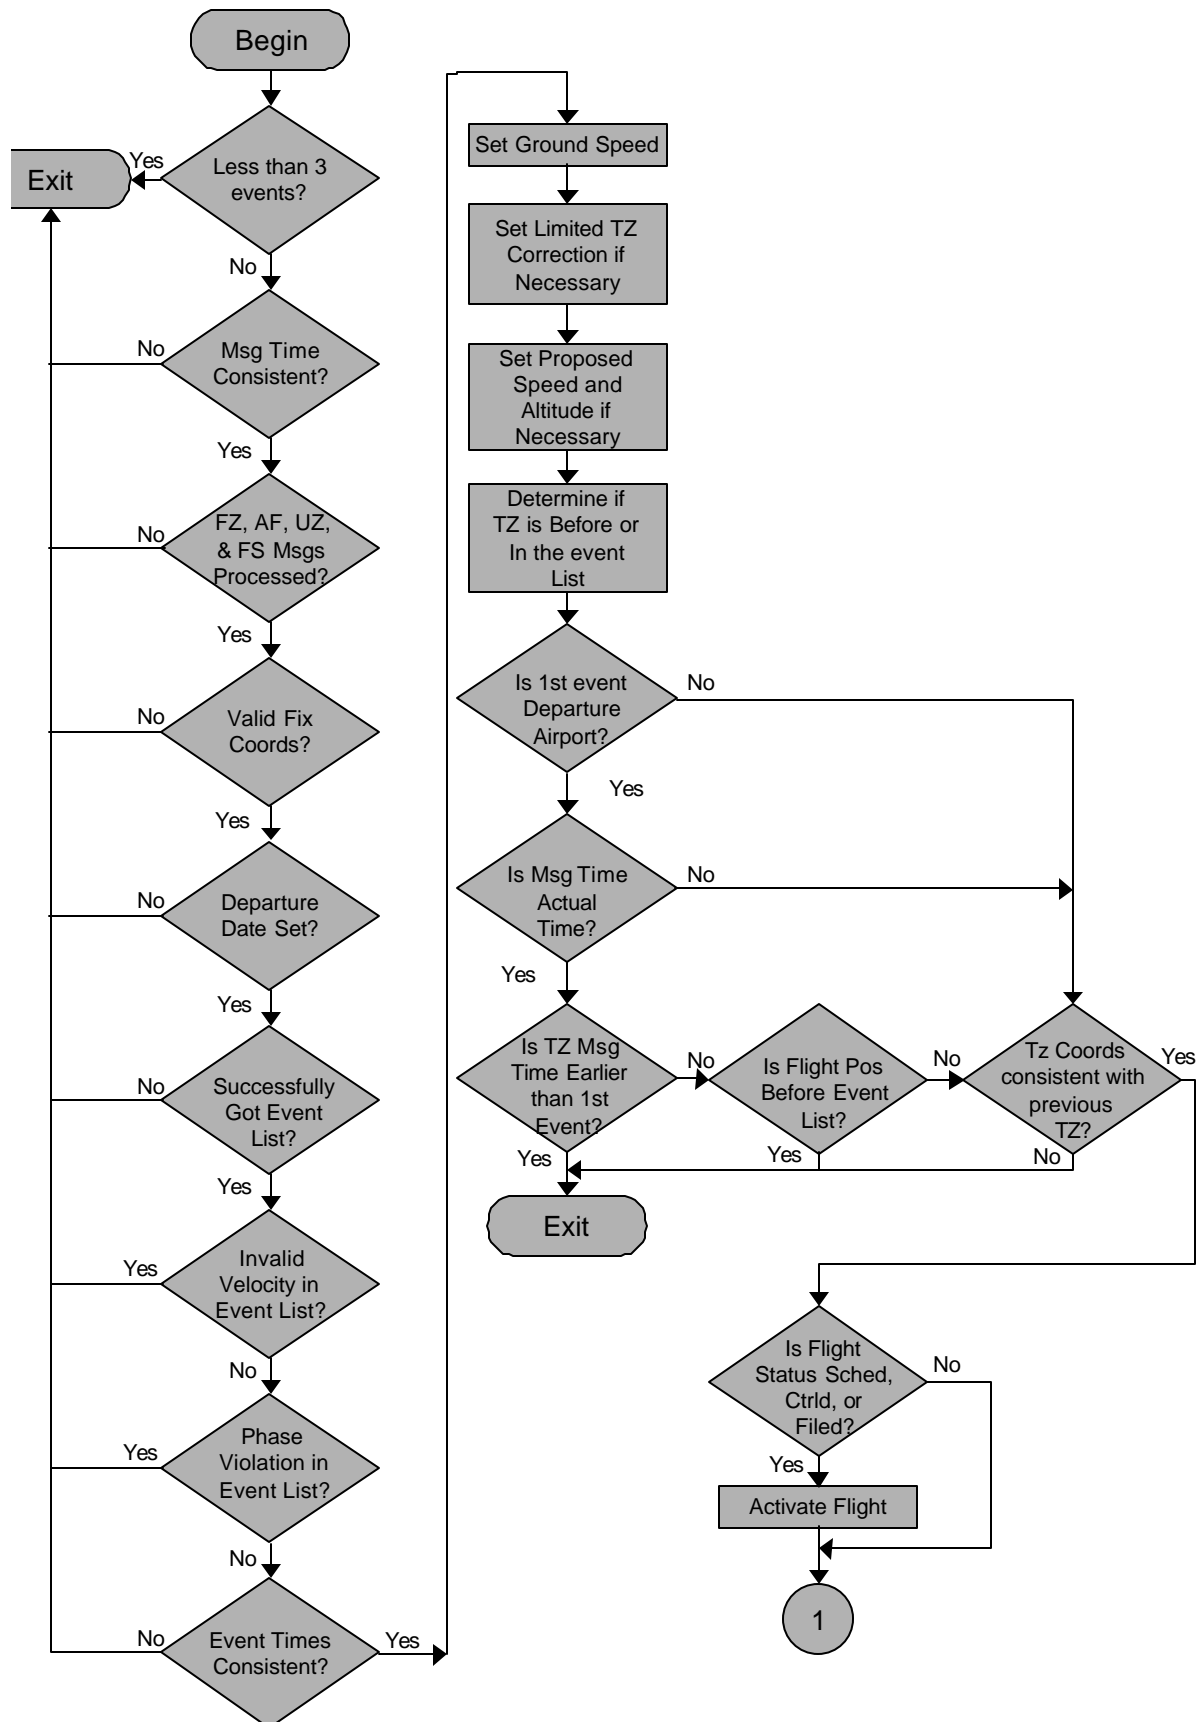 Begin
Less than 3
events?
Yes
Exit
No
Msg Time
Consistent?
No
Yes
FZ, AF, UZ,
& FS Msgs
Processed?
No
Yes
Valid Fix
Coords?
No
Yes
Departure
Date Set?
No
Yes
Successfully
Got Event
List?
No
Yes
Invalid
Velocity in
Event List?
Yes
No
Phase
Violation in
Event List?
Yes
No
Event Times
Consistent?
No
Yes
Set Ground Speed
Set Limited TZ
Correction if
Necessary
Set Proposed
Speed and
Altitude if
Necessary
Determine if
TZ is Before or
In the event
List
Is 1st event
Departure
Airport?
No
Yes
Is Msg Time
Actual
Time?
No
Yes
Is TZ Msg
Time Earlier
than 1st
Event?
No
Yes
Is Flight Pos
Before Event
List?
No
Yes
Tz Coords
consistent with
previous
TZ?
Yes
No
Exit
Is Flight
Status Sched,
Ctrld, or
Filed?
No
Yes
Activate Flight
1